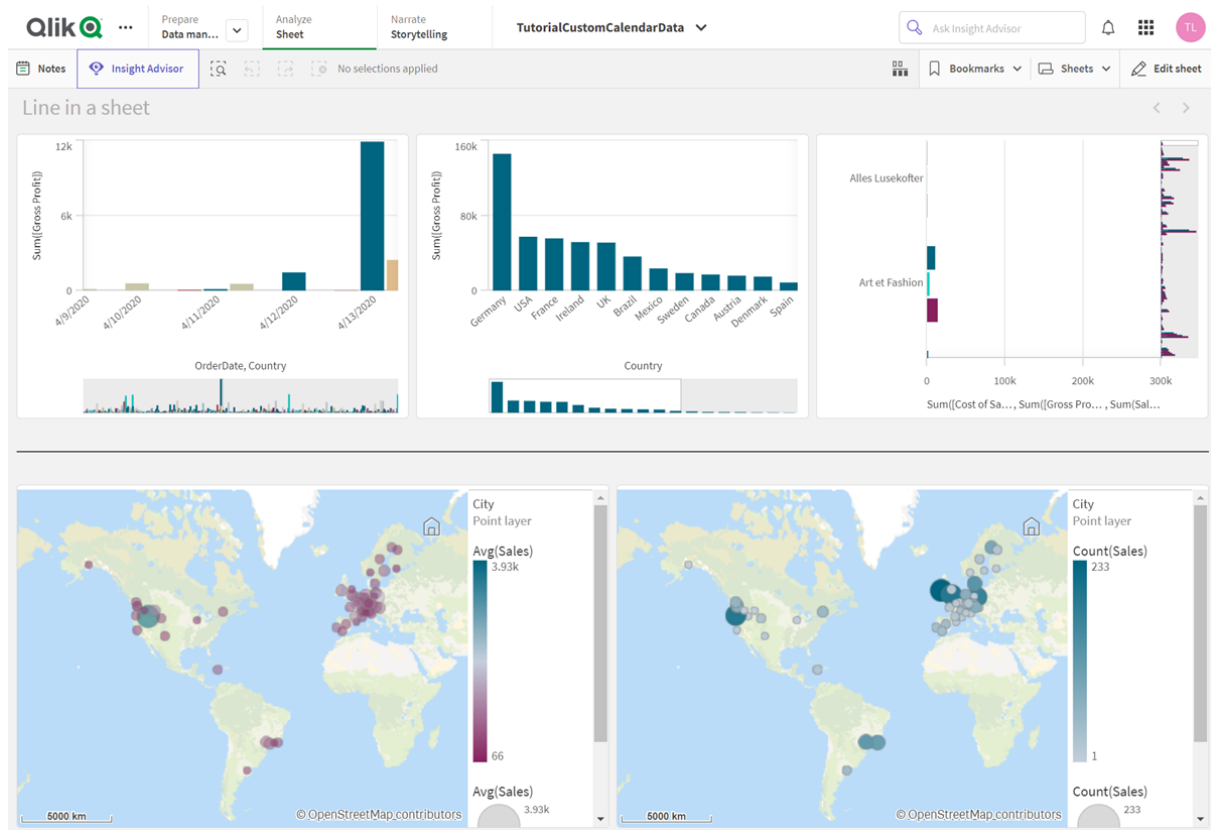 Qlik
Prepare
Data man...
Analyze
Sheet
Narrate
Storytelling
TutorialCustomCalendarData
Ask Insight Advisor
TL
Notes
Insight Advisor
No selections applied
Bookmarks
Sheets
Edit sheet
Line in a sheet
Sum([Gross Profit])
12k
6k
0
4/9/2020
4/10/2020
4/11/2020
4/12/2020
4/13/2020
OrderDate, Country
Sum([Gross Profit])
160k
80k
0
Germany
USA
France
Ireland
UK
Brazil
Mexico
Sweden
Canada
Austria
Denmark
Spain
Country
Alles Lusekofter
Art et Fashion
0
100k
200k
300k
Sum([Cost of Sa... , Sum([Gross Pro... , Sum(Sal...
5000 km
© OpenStreetMap contributors
City
Point layer
Avg(Sales)
3.93k
66
Avg(Sales)
3.93k
5000 km
© OpenStreetMap contributors
City
Point layer
Count(Sales)
233
1
Count(Sales)
233